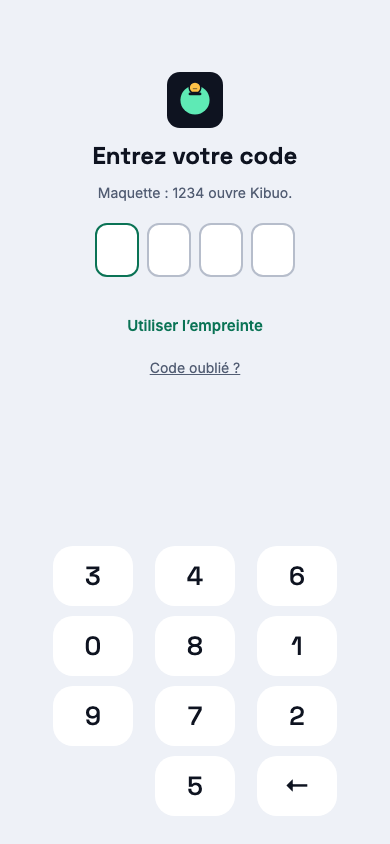 Entrez votre code
Maquette : 1234 ouvre Kibuo.
Utiliser l’empreinte
Code oublié ?
3 4 6
0 8 1
9 7 2
5 ←